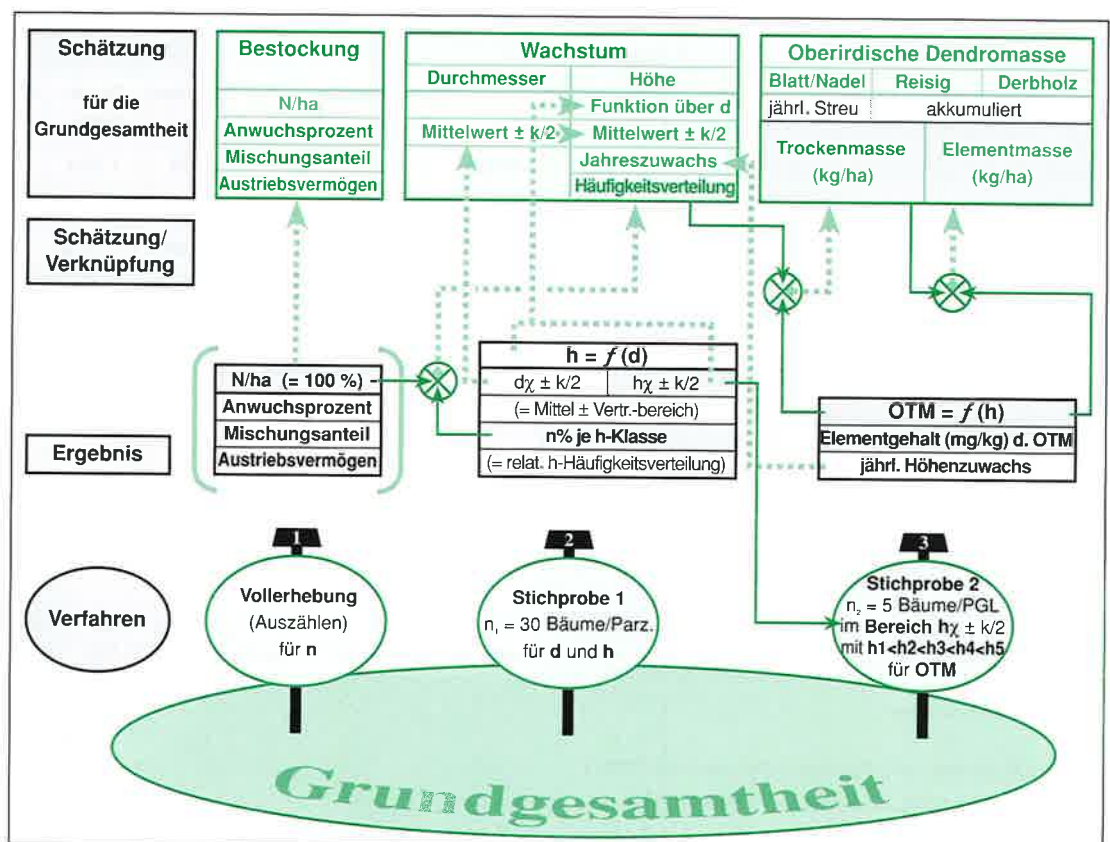 Schätzung
für die
Grundgesamtheit
Bestockung
N/ha
Anwuchsprozent
Mischungsanteil
Austriebsvermögen
Wachstum
Durchmesser
Höhe
Funktion über d
Mittelwert ± k/2
Mittelwert ± k/2
Jahreszuwachs
Häufigkeitsverteilung
Oberirdische Dendromasse
Blatt/Nadel
Reisig
Derbholz
jährl. Streu
akkumuliert
Trockenmasse
(kg/ha)
Elementmasse
(kg/ha)
Schätzung/
Verknüpfung
Ergebnis
N/ha (= 100 %)
Anwuchsprozent
Mischungsanteil
Austriebsvermögen
h = f (d)
dχ ± k/2
hχ ± k/2
(= Mittel ± Vertr.-bereich)
n% je h-Klasse
(= relat. h-Häufigkeitsverteilung)
OTM = f (h)
Elementgehalt (mg/kg) d. OTM
jährl. Höhenzuwachs
Verfahren
1
Vollerhebung
(Auszählen)
für n
2
Stichprobe 1
n₁ = 30 Bäume/Parz.
für d und h
3
Stichprobe 2
n₂ = 5 Bäume/PGL
im Bereich hχ ± k/2
mit h1<h2<h3<h4<h5
für OTM
Grundgesamtheit